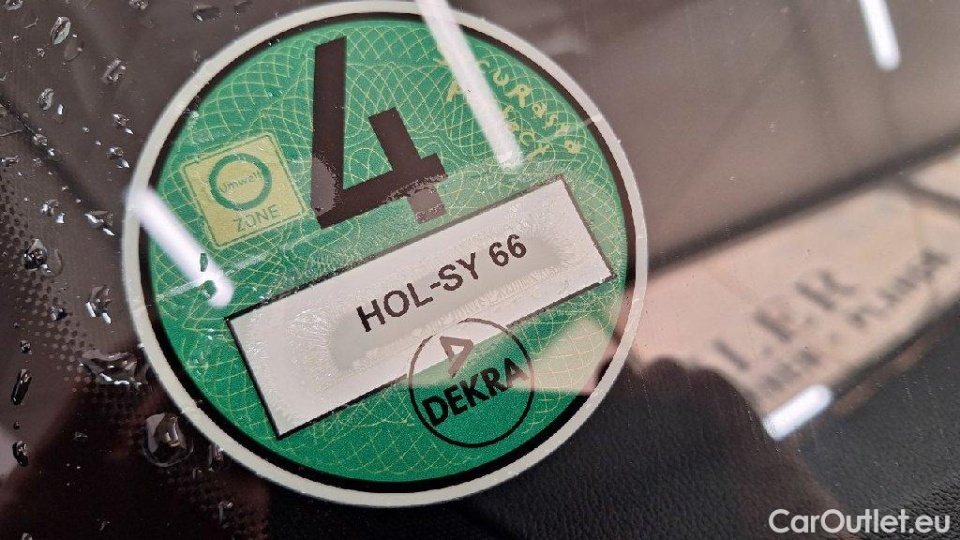 4
Umwelt
ZONE
HOL-SY 66
DEKRA
CarOutlet.eu